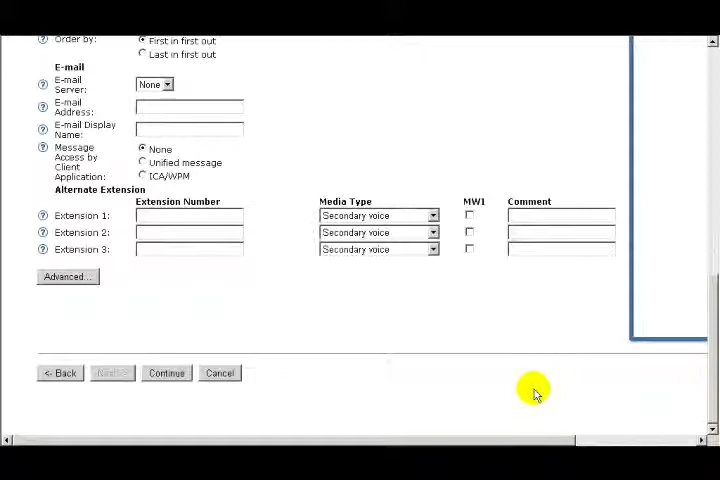 Order by: First in first out
Last in first out
E-mail
E-mail
Server: None
E-mail
Address:
E-mail Display
Name:
Message
Access by
Client
Application: None
Unified message
ICA/WPM
Alternate Extension
Extension Number Media Type MWI Comment
Extension 1: Secondary voice
Extension 2: Secondary voice
Extension 3: Secondary voice
Advanced...
<- Back Next-> Continue Cancel